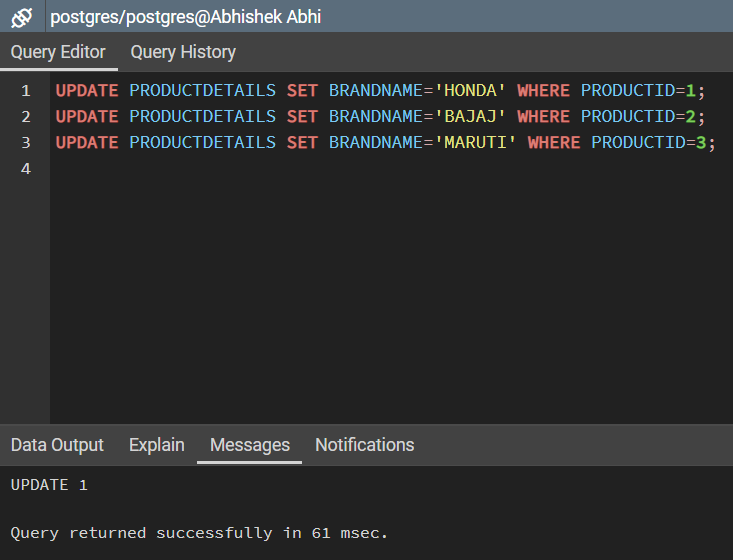 postgres/postgres@Abhishek Abhi
Query Editor Query History
1 UPDATE PRODUCTDETAILS SET BRANDNAME='HONDA' WHERE PRODUCTID=1;
2 UPDATE PRODUCTDETAILS SET BRANDNAME='BAJAJ' WHERE PRODUCTID=2;
3 UPDATE PRODUCTDETAILS SET BRANDNAME='MARUTI' WHERE PRODUCTID=3;
4
Data Output Explain Messages Notifications
UPDATE 1
Query returned successfully in 61 msec.